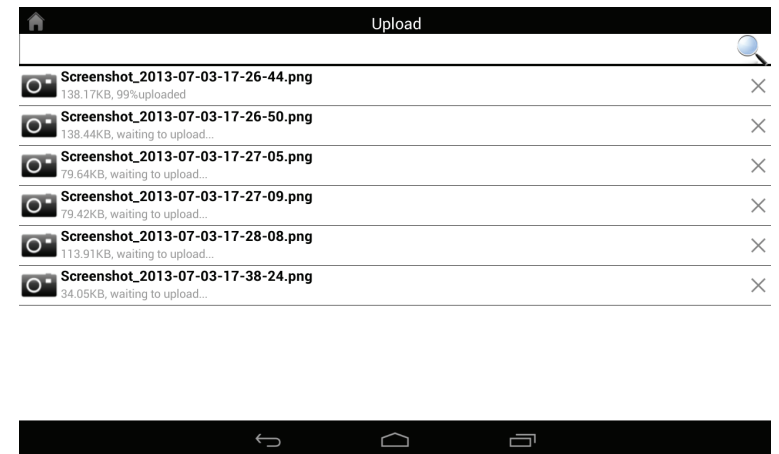 Upload
Screenshot_2013-07-03-17-26-44.png
138.17KB, 99%uploaded
Screenshot_2013-07-03-17-26-50.png
138.44KB, waiting to upload...
Screenshot_2013-07-03-17-27-05.png
79.64KB, waiting to upload...
Screenshot_2013-07-03-17-27-09.png
79.42KB, waiting to upload...
Screenshot_2013-07-03-17-28-08.png
113.91KB, waiting to upload...
Screenshot_2013-07-03-17-38-24.png
34.05KB, waiting to upload...